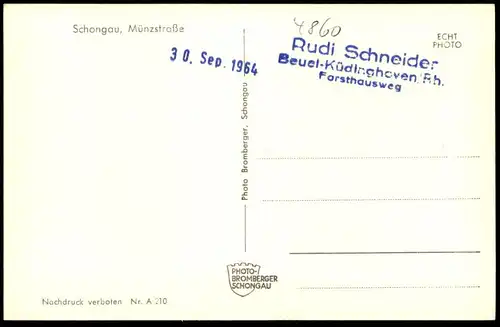 Schongau, Münzstraße
30. Sep. 1964
4860
Rudi Schneider
Beuel-Küdinghoven/Rh.
Forsthausweg
ECHT
PHOTO
Photo Bromberger, Schongau
PHOTO-
BROMBERGER
SCHONGAU
Nachdruck verboten Nr. A 210